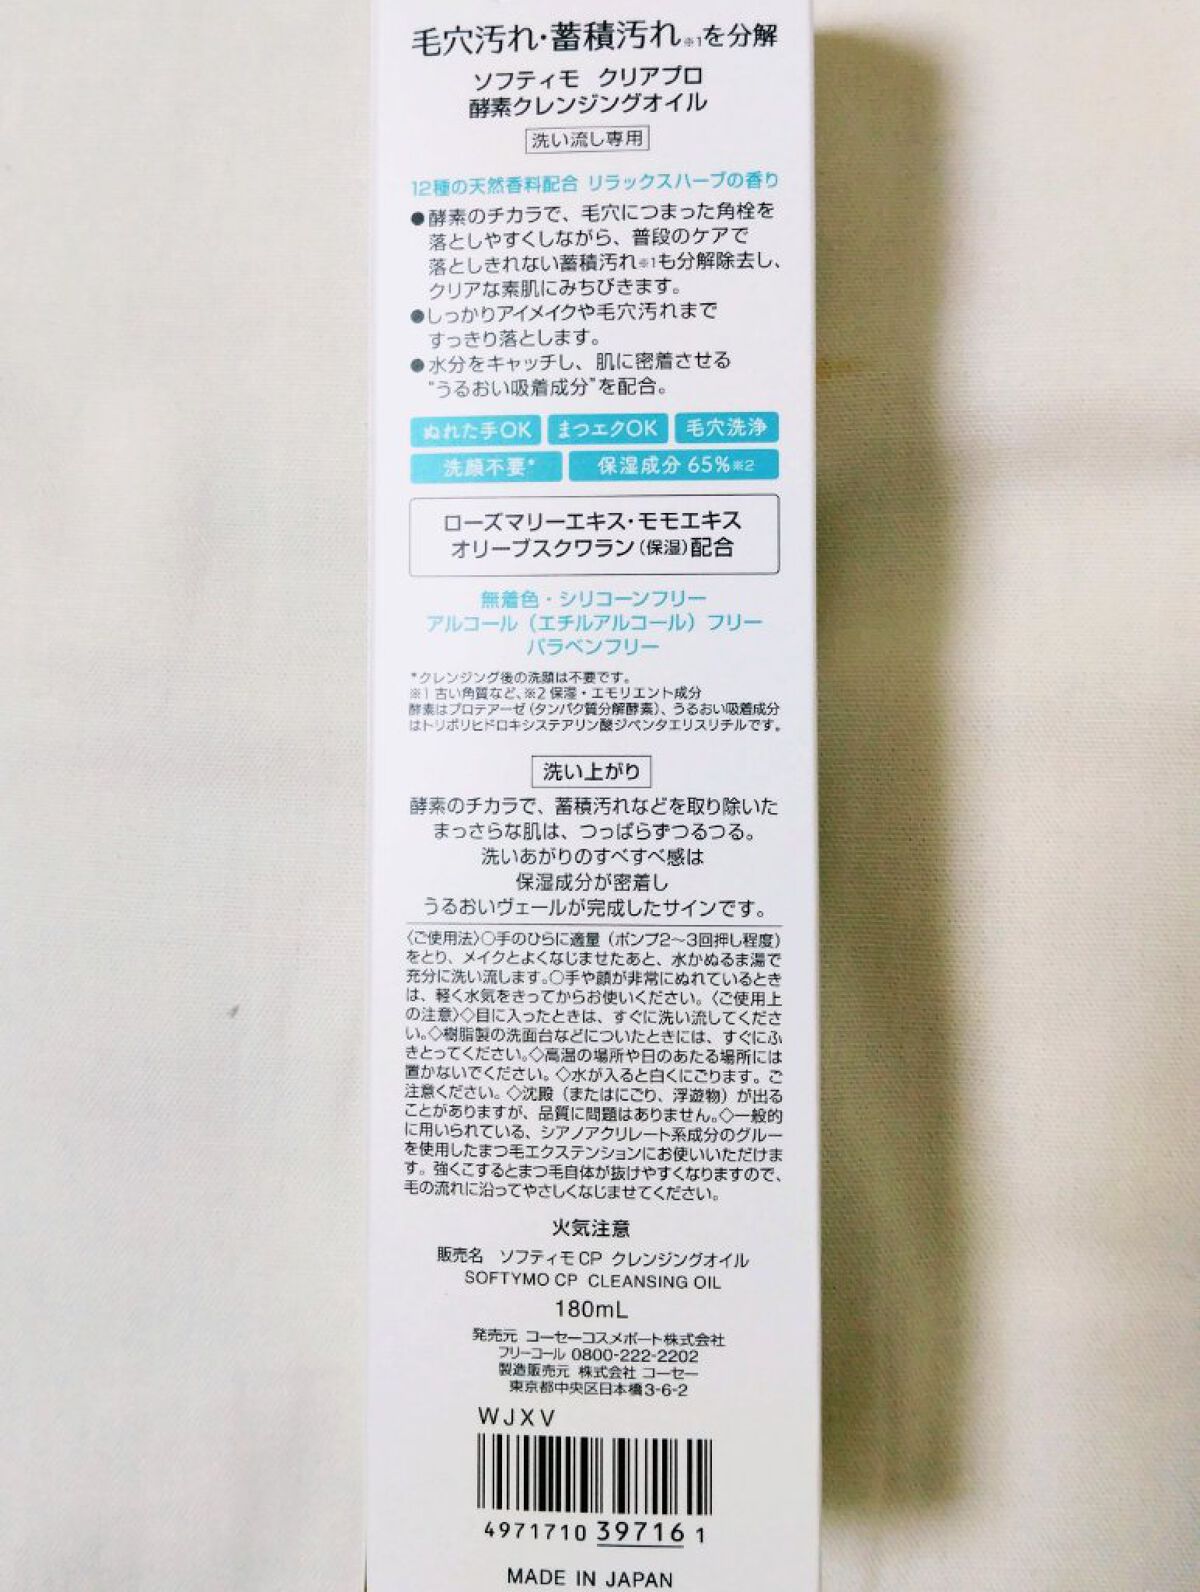 毛穴汚れ・蓄積汚れ※1を分解
ソフティモ クリアプロ
酵素クレンジングオイル
洗い流し専用
12種の天然香料配合 リラックスハーブの香り
●酵素のチカラで、毛穴につまった角栓を
落としやすくしながら、普段のケアで
落としきれない蓄積汚れ※1も分解除去し、
クリアな素肌にみちびきます。
●しっかりアイメイクや毛穴汚れまで
すっきり落とします。
●水分をキャッチし、肌に密着させる
“うるおい吸着成分”を配合。
ぬれた手OK まつエクOK 毛穴洗浄
洗顔不要* 保湿成分 65%※2
ローズマリーエキス・モモエキス
オリーブスクワラン(保湿)配合
無着色・シリコーンフリー
アルコール（エチルアルコール）フリー
パラベンフリー
*クレンジング後の洗顔は不要です。
※1 古い角質など、※2 保湿・エモリエント成分
酵素はプロテアーゼ(タンパク質分解酵素)、うるおい吸着成分
はトリポリヒドロキシステアリン酸ジペンタエリスリチルです。
洗い上がり
酵素のチカラで、蓄積汚れなどを取り除いた
まっさらな肌は、つっぱらずつるつる。
洗いあがりのすべすべ感は
保湿成分が密着し
うるおいヴェールが完成したサインです。
〈ご使用法〉○手のひらに適量（ポンプ2～3回押し程度）
をとり、メイクとよくなじませたあと、水かぬるま湯で
充分に洗い流します。○手や顔が非常にぬれているとき
は、軽く水気をきってからお使いください。〈ご使用上
の注意〉◇目に入ったときは、すぐに洗い流してくださ
い。◇樹脂製の洗面台などについたときには、すぐにふ
きとってください。◇高温の場所や日のあたる場所には
置かないでください。◇水が入ると白くにごります。ご
注意ください。◇沈殿（またはにごり、浮遊物）が出る
ことがありますが、品質に問題はありません。◇一般的
に用いられている、シアノアクリレート系成分のグルー
を使用したまつ毛エクステンションにお使いいただけま
す。強くこするとまつ毛自体が抜けやすくなりますので、
毛の流れに沿ってやさしくなじませてください。
火気注意
販売名 ソフティモ CP クレンジングオイル
SOFTYMO CP CLEANSING OIL
180mL
発売元 コーセーコスメポート株式会社
フリーコール 0800-222-2202
製造販売元 株式会社 コーセー
東京都中央区日本橋3-6-2
WJXV
4971710 39716 1
MADE IN JAPAN